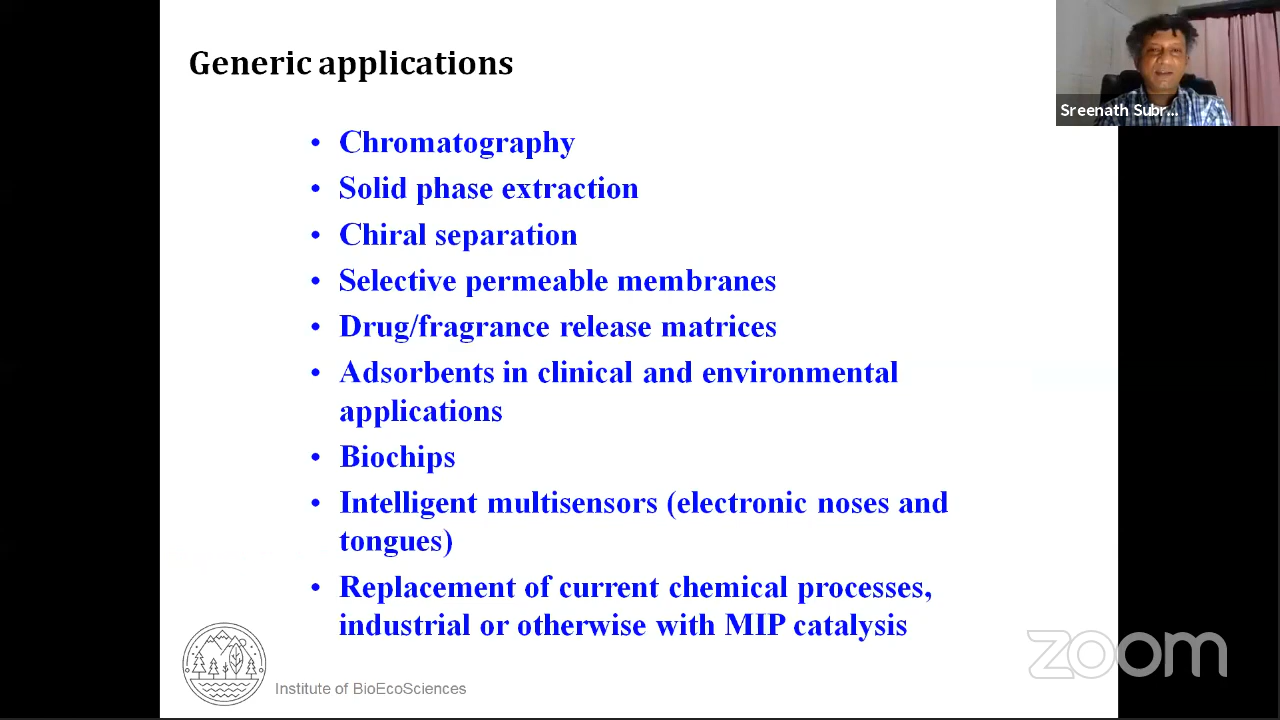 Generic applications
Sreenath Subr...
• Chromatography
• Solid phase extraction
• Chiral separation
• Selective permeable membranes
• Drug/fragrance release matrices
• Adsorbents in clinical and environmental
applications
• Biochips
• Intelligent multisensors (electronic noses and
tongues)
• Replacement of current chemical processes,
industrial or otherwise with MIP catalysis
Institute of BioEcoSciences
zoom